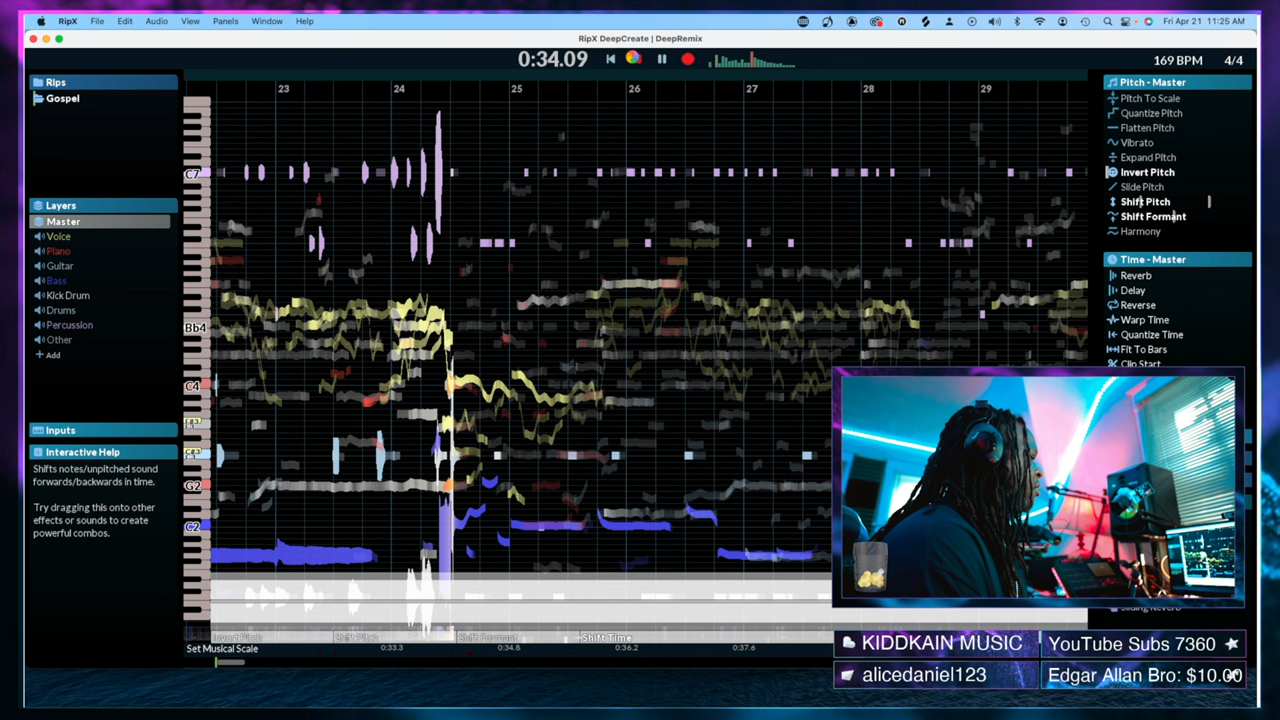 RipX File Edit Audio View Panels Window Help
Fri Apr 21 11:25 AM
RipX DeepCreate | DeepRemix
0:34.09
169 BPM 4/4
Rips
Gospel
Layers
Master
Voice
Piano
Guitar
Bass
Kick Drum
Drums
Percussion
Other
+ Add
Inputs
Interactive Help
Shifts notes/unpitched sound
forwards/backwards in time.
Try dragging this onto other
effects or sounds to create
powerful combos.
23 24 25 26 27 28 29
C7
Bb4
C4
G2
C2
Invert Pitch Shift Pitch Shift Formant Shift Time
Set Musical Scale
0:33.3 0:34.8 0:36.2 0:37.6
Pitch - Master
Pitch To Scale
Quantize Pitch
Flatten Pitch
Vibrato
Expand Pitch
Invert Pitch
Slide Pitch
Shift Pitch
Shift Formant
Harmony
Time - Master
Reverb
Delay
Reverse
Warp Time
Quantize Time
Fit To Bars
Clip Start
KIDDKAIN MUSIC
YouTube Subs 7360
alicedaniel123
Edgar Allan Bro: $10.00